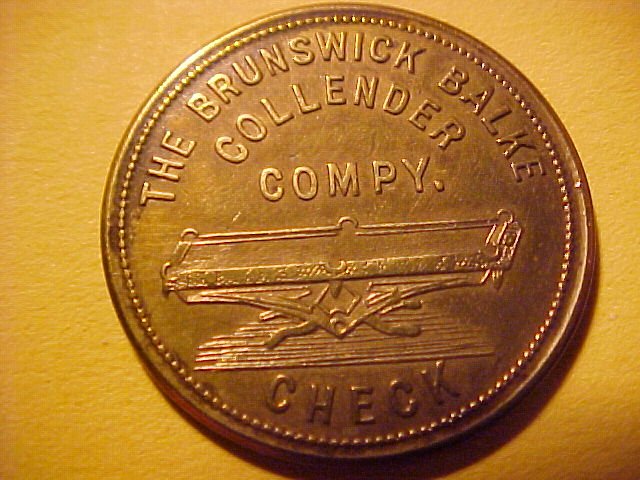 THE BRUNSWICK BALKE
COLLENDER
COMPY.
CHECK